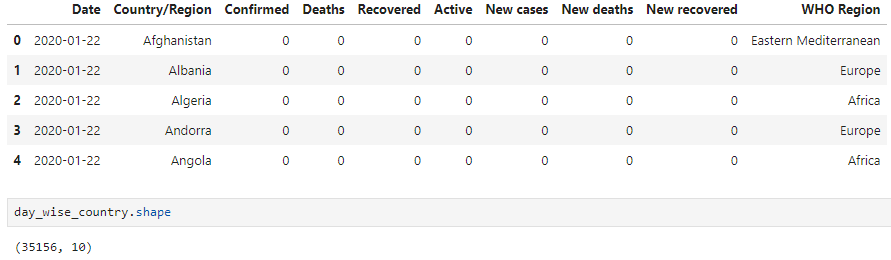 Date Country/Region Confirmed Deaths Recovered Active New cases New deaths New recovered WHO Region
0 2020-01-22 Afghanistan 0 0 0 0 0 0 0 Eastern Mediterranean
1 2020-01-22 Albania 0 0 0 0 0 0 0 Europe
2 2020-01-22 Algeria 0 0 0 0 0 0 0 Africa
3 2020-01-22 Andorra 0 0 0 0 0 0 0 Europe
4 2020-01-22 Angola 0 0 0 0 0 0 0 Africa
day_wise_country.shape
(35156, 10)